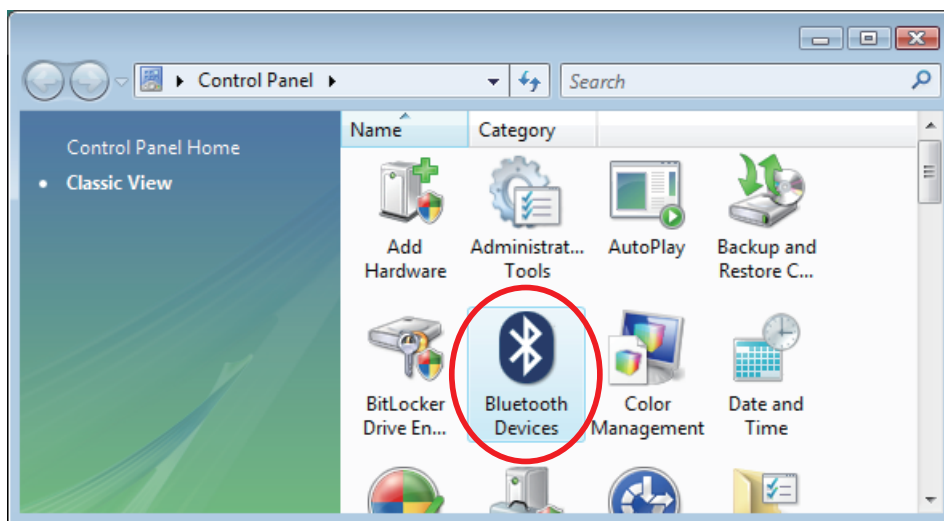 Control Panel
Search
Control Panel Home
Classic View
Name Category
Add
Hardware
Administrat...
Tools
AutoPlay
Backup and
Restore C...
BitLocker
Drive En...
Bluetooth
Devices
Color
Management
Date and
Time